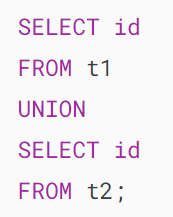 SELECT id
FROM t1
UNION
SELECT id
FROM t2;